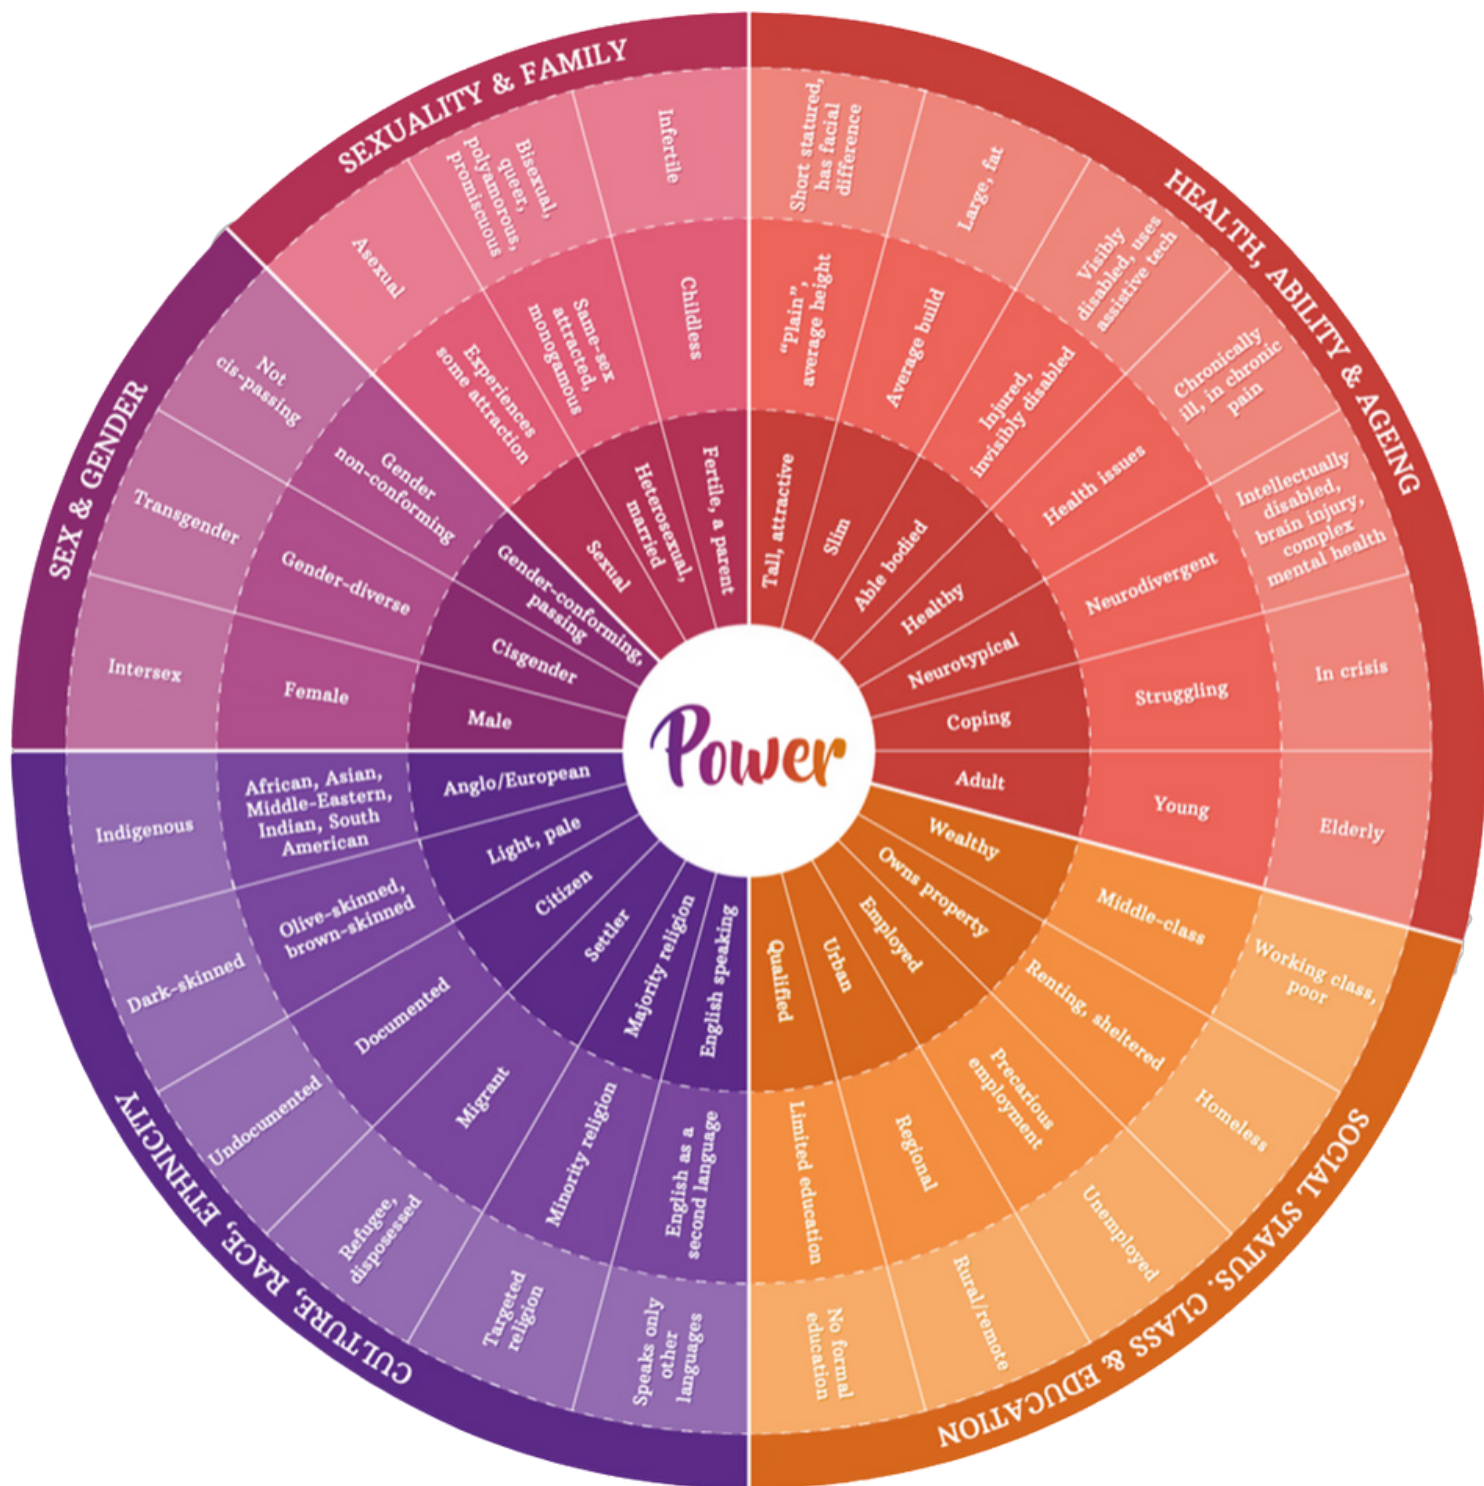 Power
SEXUALITY & FAMILY
Asexual
Bisexual,
queer,
polyamorous,
promiscuous
Infertile
Experiences
some attraction
Same-sex
attracted,
monogamous
Childless
Sexual
Heterosexual,
married
Fertile, a parent
HEALTH, ABILITY & AGEING
Short statured,
has facial
difference
Large, fat
Visibly
disabled, uses
assistive tech
Chronically
ill, in chronic
pain
Intellectually
disabled,
brain injury,
complex
mental health
In crisis
Elderly
"Plain",
average height
Average build
Injured,
invisibly disabled
Health issues
Neurodivergent
Struggling
Young
Tall, attractive
Slim
Able bodied
Healthy
Neurotypical
Coping
Adult
SOCIAL STATUS. CLASS & EDUCATION
Working class,
poor
Homeless
Unemployed
Rural/remote
No formal
education
Middle-class
Renting, sheltered
Precarious
employment
Regional
Limited education
Wealthy
Owns property
Employed
Urban
Qualified
CULTURE, RACE, ETHNICITY
Indigenous
Dark-skinned
Undocumented
Refugee,
disposessed
Targeted
religion
Speaks only
other
languages
African, Asian,
Middle-Eastern,
Indian, South
American
Olive-skinned,
brown-skinned
Documented
Migrant
Minority religion
English as a
second language
Anglo/European
Light, pale
Citizen
Settler
Majority religion
English speaking
SEX & GENDER
Not
cis-passing
Transgender
Intersex
Gender
non-conforming
Gender-diverse
Female
Gender-conforming,
passing
Cisgender
Male